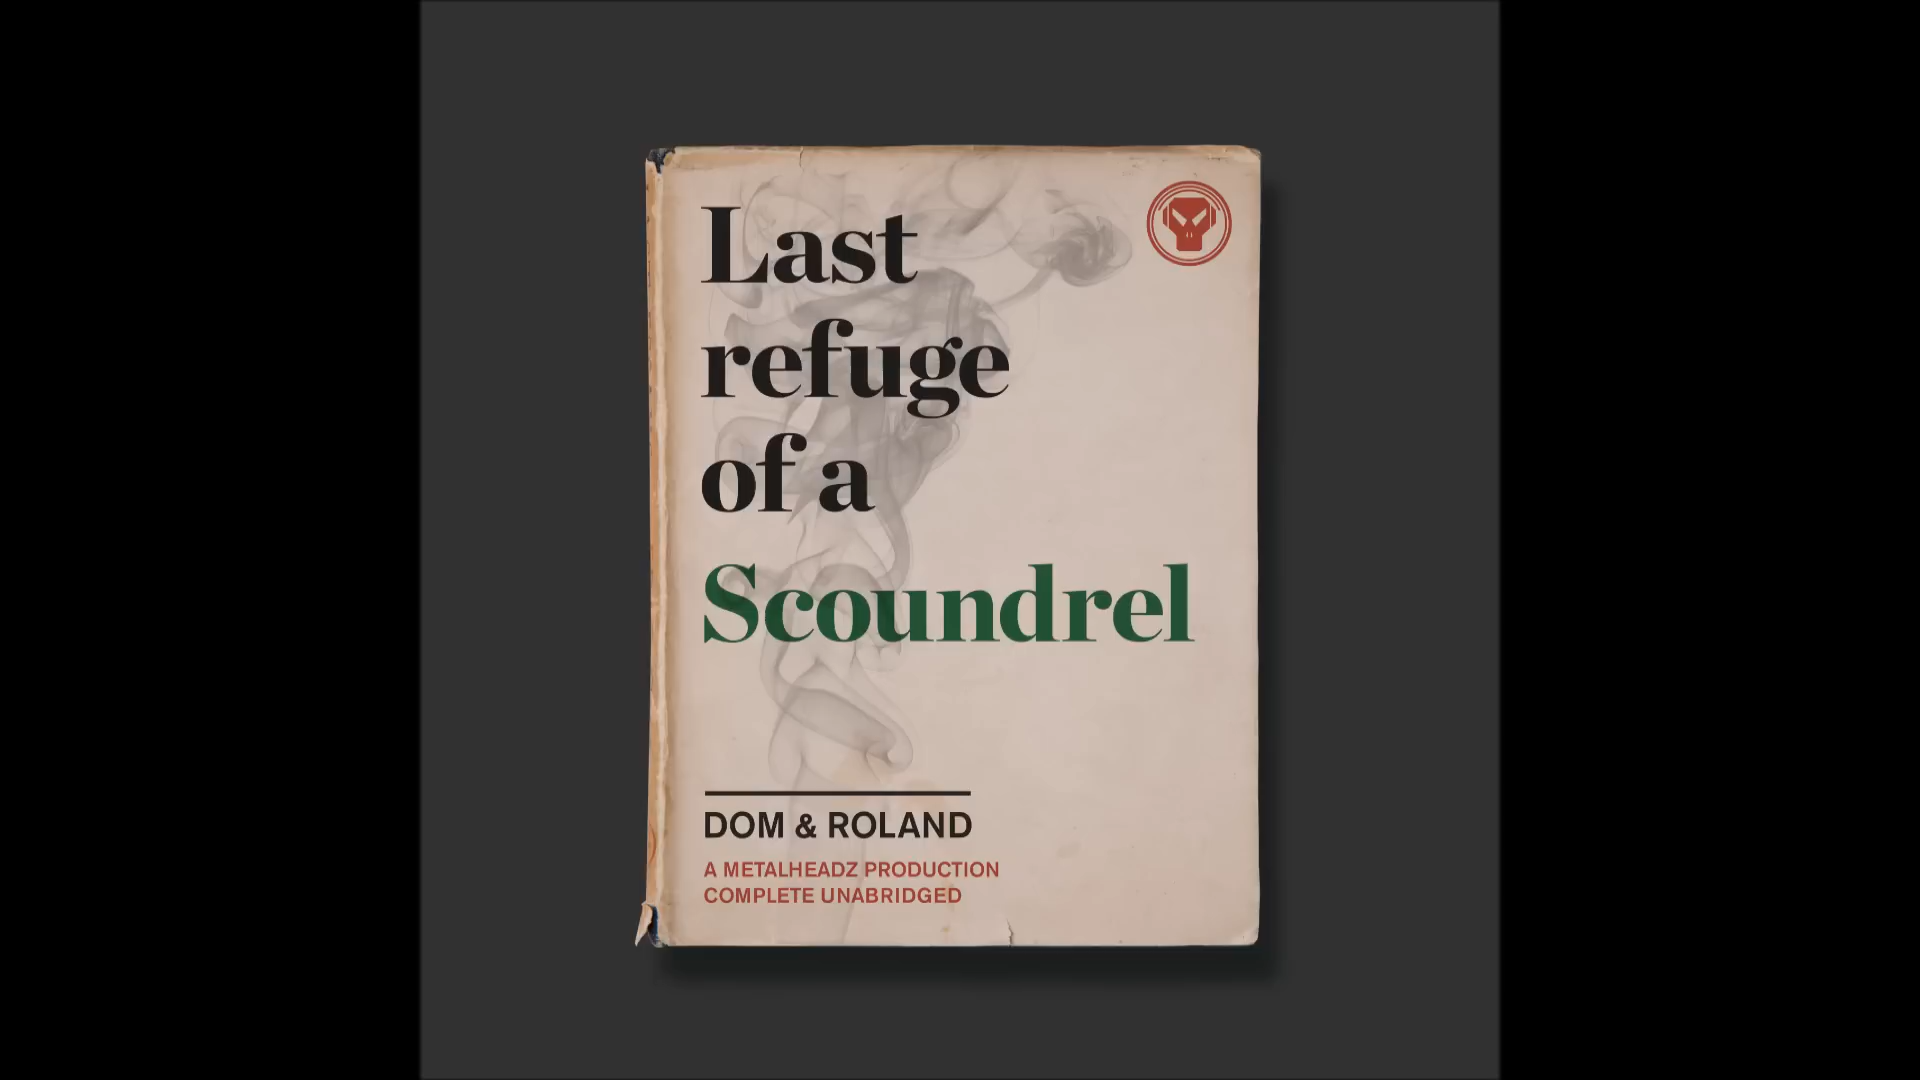 Last
refuge
of a
Scoundrel
DOM & ROLAND
A METALHEADZ PRODUCTION
COMPLETE UNABRIDGED